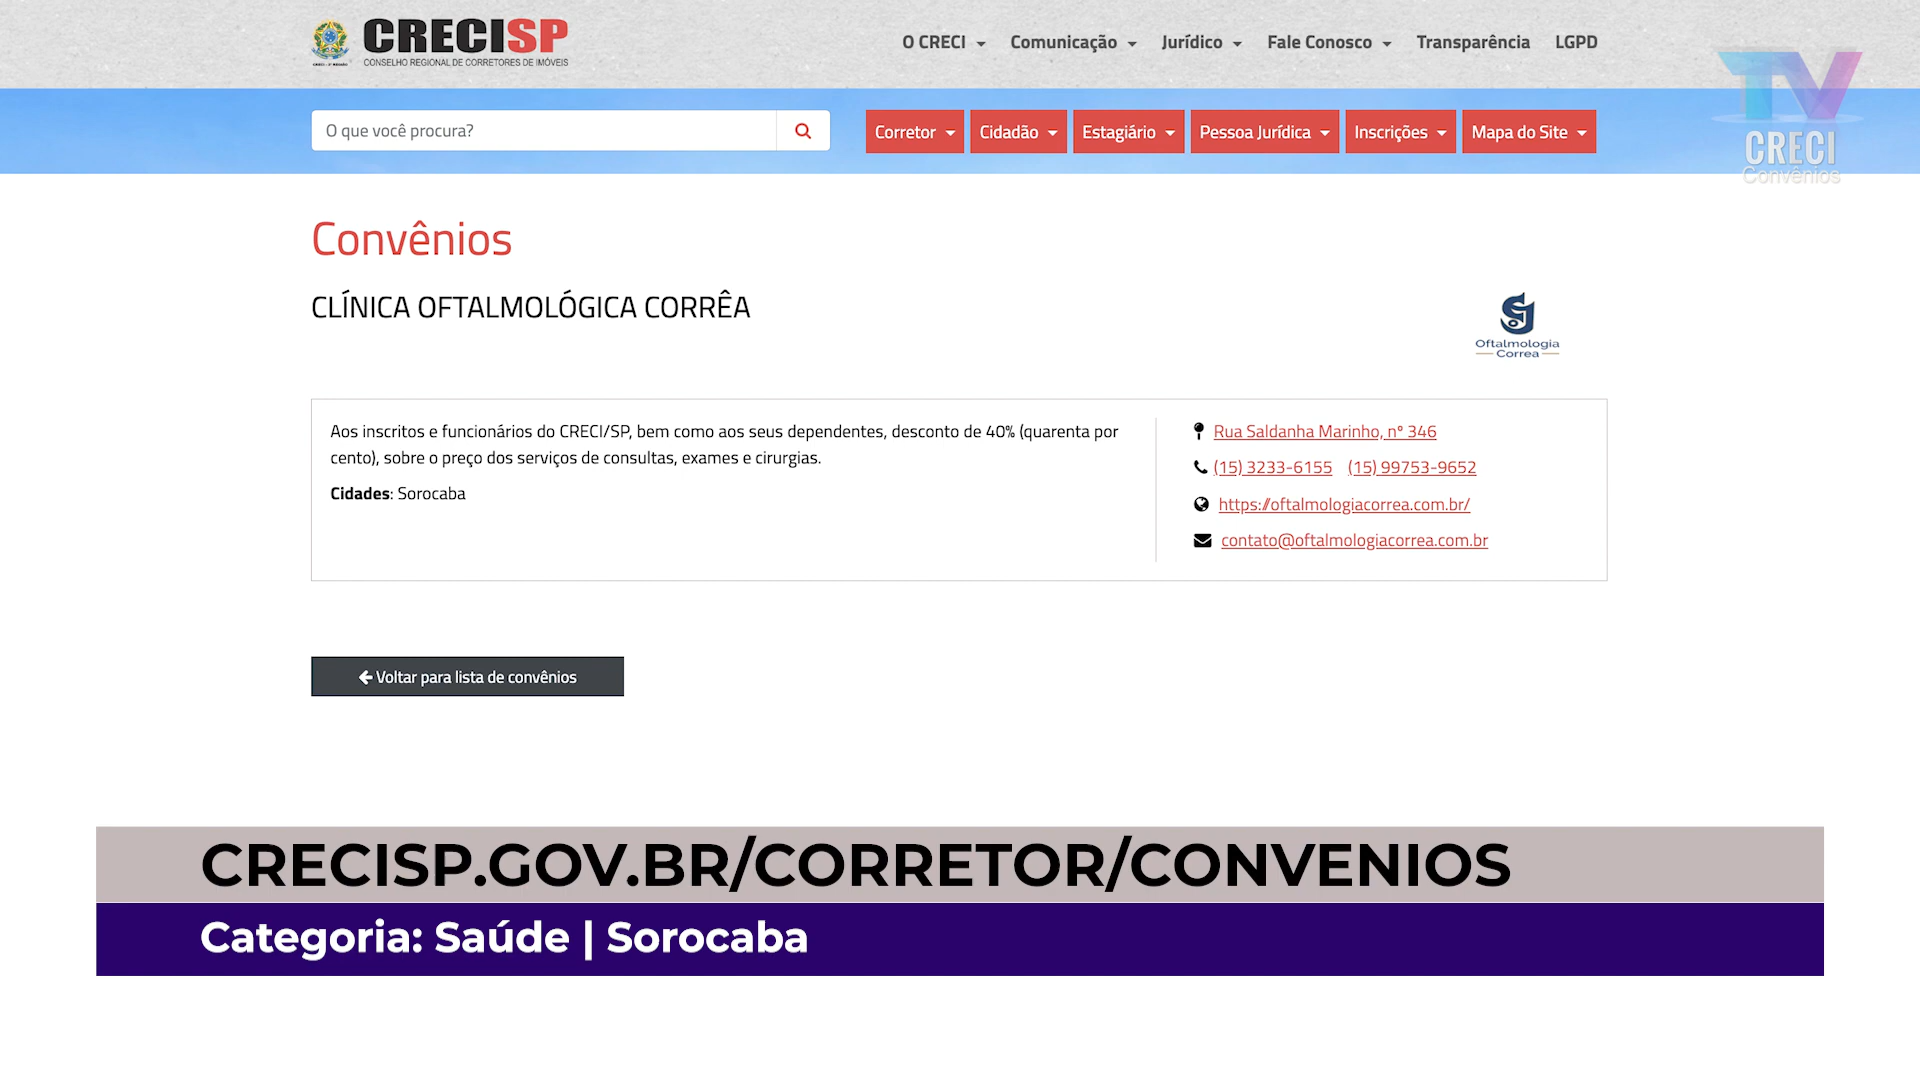 CRECISP
CONSELHO REGIONAL DE CORRETORES DE IMÓVEIS
O CRECI Comunicação Jurídico Fale Conosco Transparência LGPD
TV
CRECI
Convênios
O que você procura?
Corretor Cidadão Estagiário Pessoa Jurídica Inscrições Mapa do Site
Convênios
CLÍNICA OFTALMOLÓGICA CORRÊA
Oftalmologia
Correa
Aos inscritos e funcionários do CRECI/SP, bem como aos seus dependentes, desconto de 40% (quarenta por
cento), sobre o preço dos serviços de consultas, exames e cirurgias.
Cidades: Sorocaba
Rua Saldanha Marinho, nº 346
(15) 3233-6155 (15) 99753-9652
https://oftalmologiacorrea.com.br/
contato@oftalmologiacorrea.com.br
Voltar para lista de convênios
CRECISP.GOV.BR/CORRETOR/CONVENIOS
Categoria: Saúde | Sorocaba